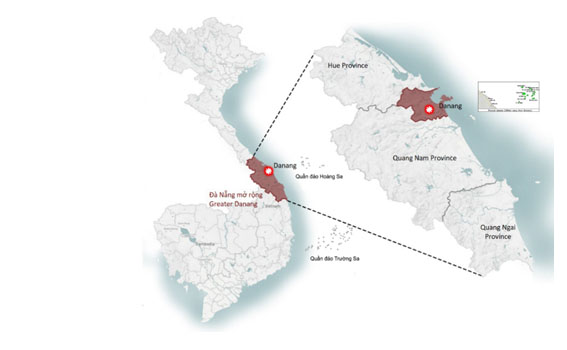 Hue Province
Danang
Quang Nam Province
Danang
Quần đảo Hoàng Sa
Đà Nẵng mở rộng
Greater Danang
Quang Ngai
Province
Quần đảo Trường Sa